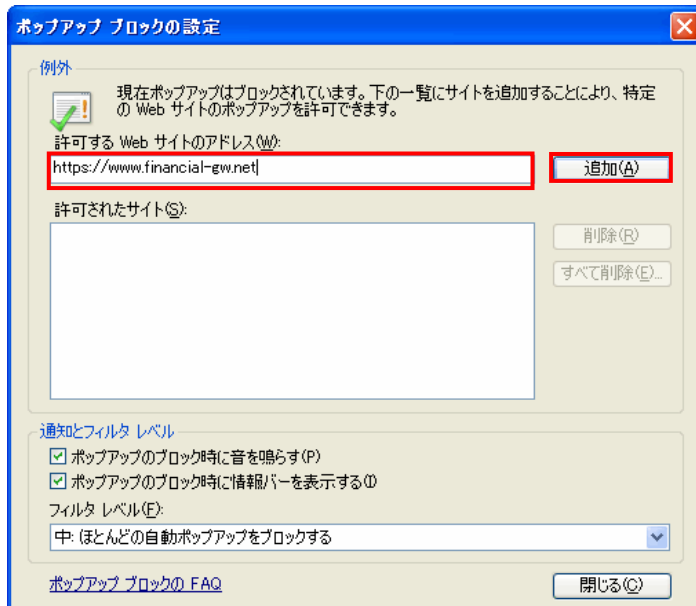 ポップアップ ブロックの設定
例外
現在ポップアップはブロックされています。下の一覧にサイトを追加することにより、特定
の Web サイトのポップアップを許可できます。
許可する Web サイトのアドレス(W):
https://www.financial-gw.net
追加(A)
許可されたサイト(S):
削除(R)
すべて削除(E)...
通知とフィルタ レベル
ポップアップのブロック時に音を鳴らす(P)
ポップアップのブロック時に情報バーを表示する(I)
フィルタ レベル(F):
中: ほとんどの自動ポップアップをブロックする
ポップアップ ブロックの FAQ
閉じる(C)